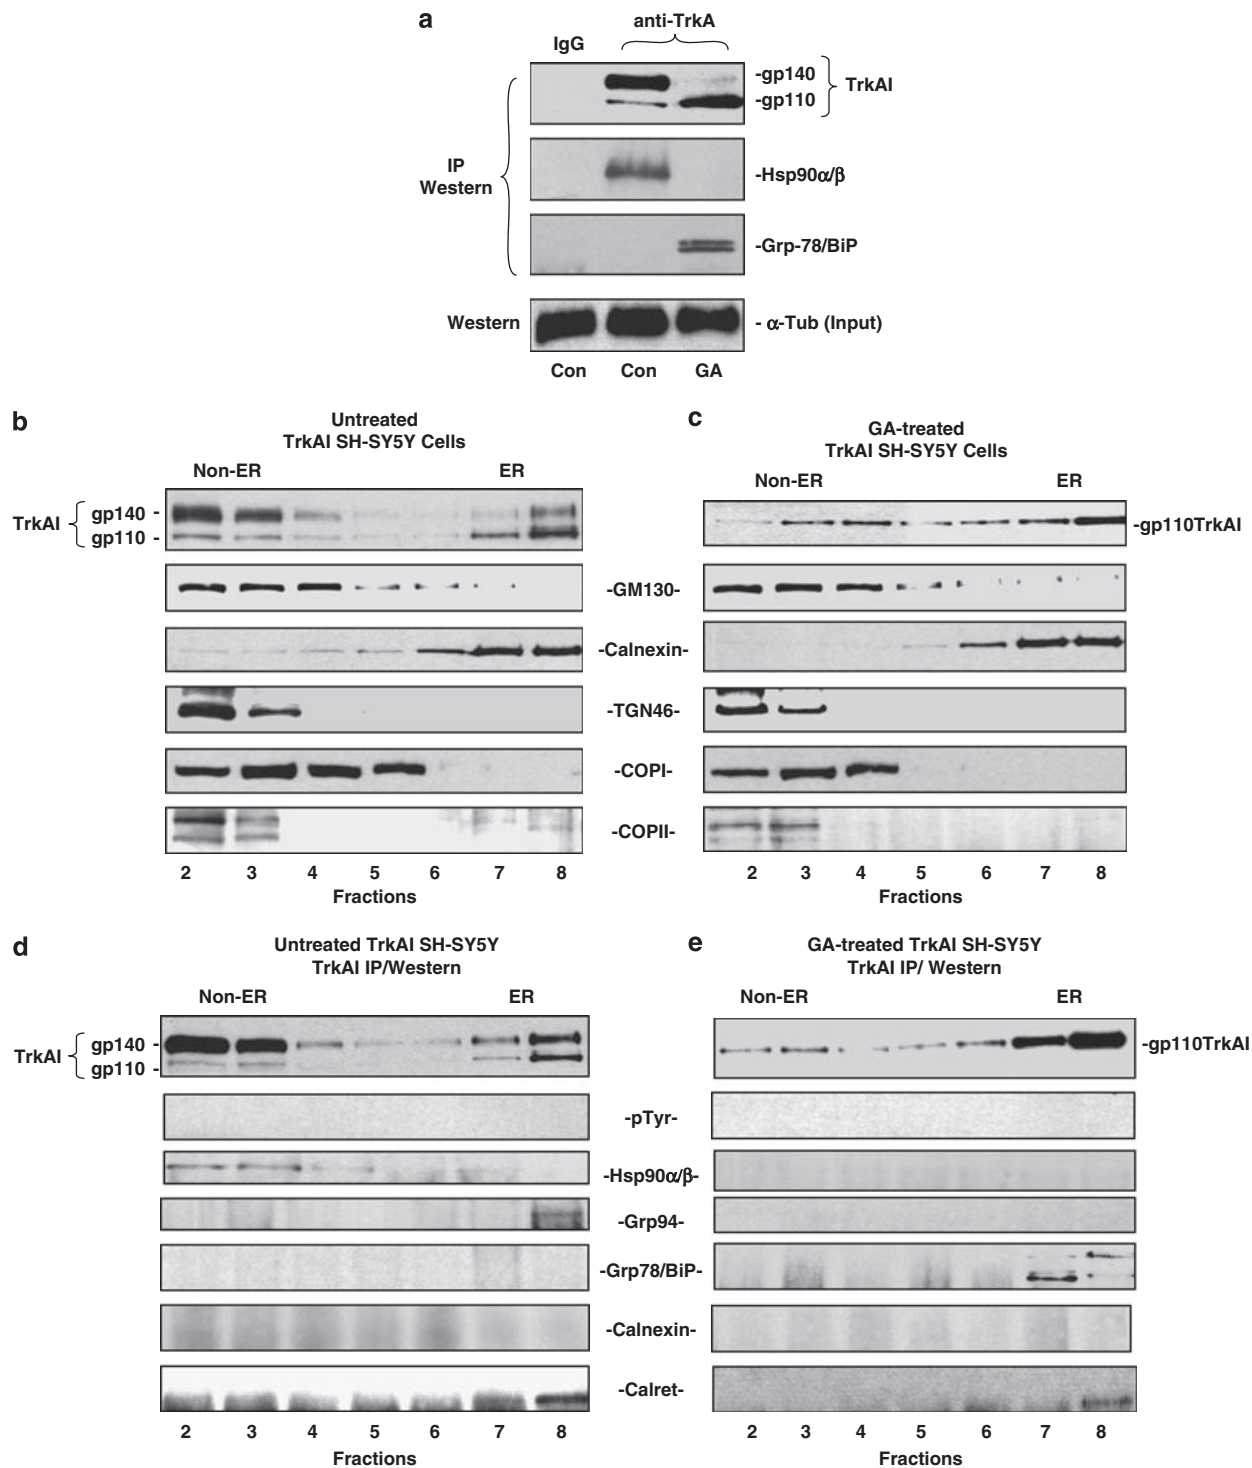 a
anti-TrkA
IgG
-gp140
-gp110
TrkAI
IP
Western
-Hsp90α/β
-Grp-78/BiP
Western
- α-Tub (Input)
Con Con GA
b
Untreated
TrkAI SH-SY5Y Cells
Non-ER ER
TrkAI
gp140 -
gp110 -
c
GA-treated
TrkAI SH-SY5Y Cells
Non-ER ER
-gp110TrkAI
-GM130-
-Calnexin-
-TGN46-
-COPI-
-COPII-
2 3 4 5 6 7 8
Fractions
2 3 4 5 6 7 8
Fractions
d
Untreated TrkAI SH-SY5Y
TrkAI IP/Western
Non-ER ER
TrkAI
gp140 -
gp110 -
e
GA-treated TrkAI SH-SY5Y
TrkAI IP/ Western
Non-ER ER
-gp110TrkAI
-pTyr-
-Hsp90α/β-
-Grp94-
-Grp78/BiP-
-Calnexin-
-Calret-
2 3 4 5 6 7 8
Fractions
2 3 4 5 6 7 8
Fractions